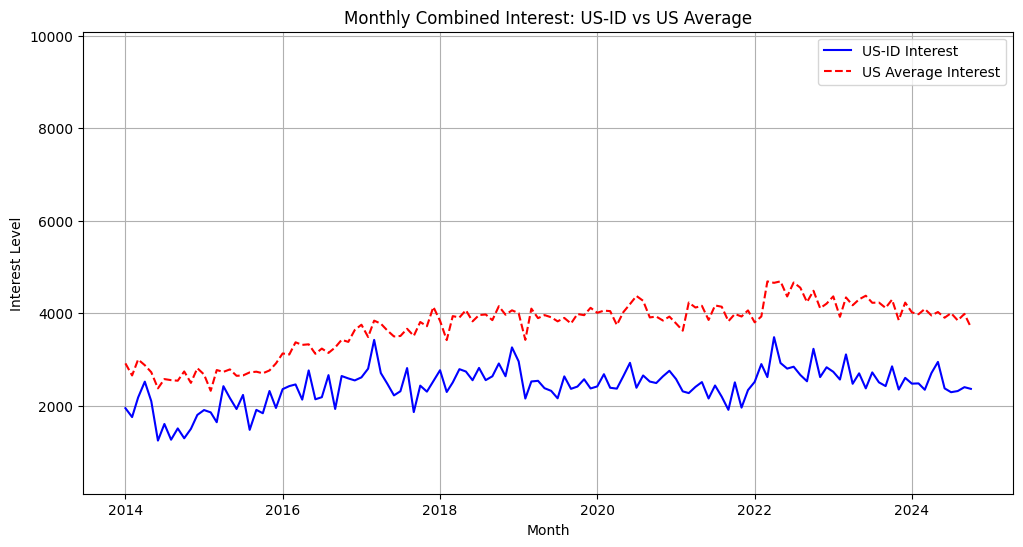 Monthly Combined Interest: US-ID vs US Average
10000
8000
6000
4000
2000
Interest Level
US-ID Interest
US Average Interest
2014 2016 2018 2020 2022 2024
Month